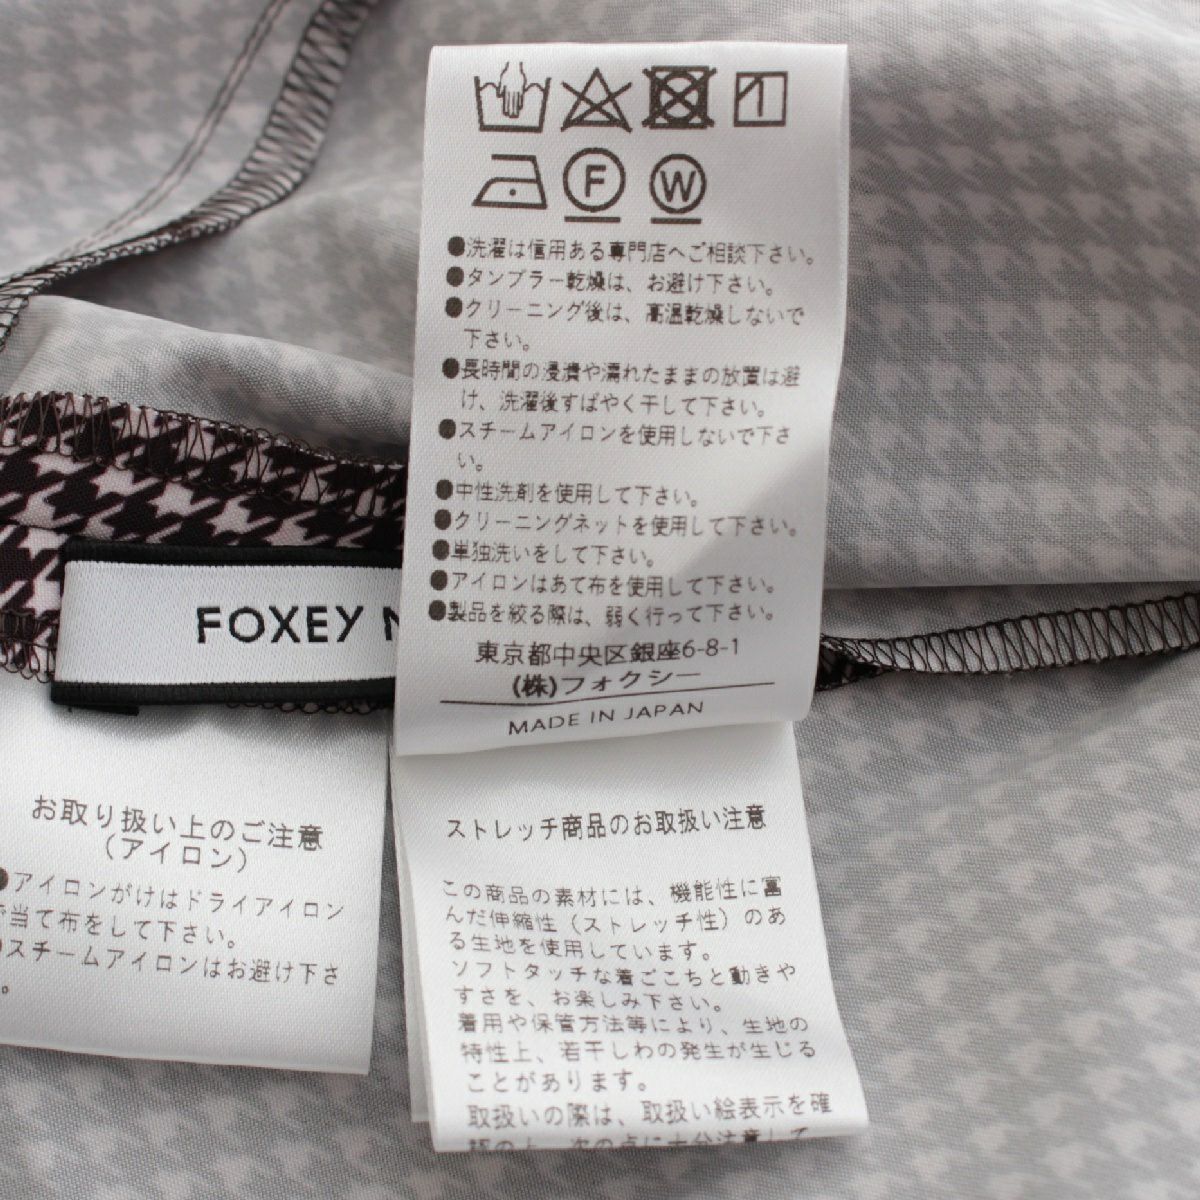 F W
●洗濯は信用ある専門店へご相談下さい。
●タンブラー乾燥は、お避け下さい。
●クリーニング後は、高温乾燥しないで
下さい。
●長時間の浸漬や濡れたままの放置は避
け、洗濯後すばやく干して下さい。
●スチームアイロンを使用しないで下さ
い。
●中性洗剤を使用して下さい。
●クリーニングネットを使用して下さい。
●単独洗いをして下さい。
●アイロンはあて布を使用して下さい。
●製品を絞る際は、弱く行って下さい。
東京都中央区銀座6-8-1
(株)フォクシー
MADE IN JAPAN
FOXEY
お取り扱い上のご注意
(アイロン)
●アイロンがけはドライアイロン
で当て布をして下さい。
●スチームアイロンはお避け下さ
。
ストレッチ商品のお取扱い注意
この商品の素材には、機能性に富
んだ伸縮性(ストレッチ性)のあ
る生地を使用しています。
ソフトタッチな着ごこちと動きや
すさを、お楽しみ下さい。
着用や保管方法等により、生地の
特性上、若干しわの発生が生じる
ことがあります。
取扱いの際は、取扱い絵表示を確
認の上、次の点に十分注意して